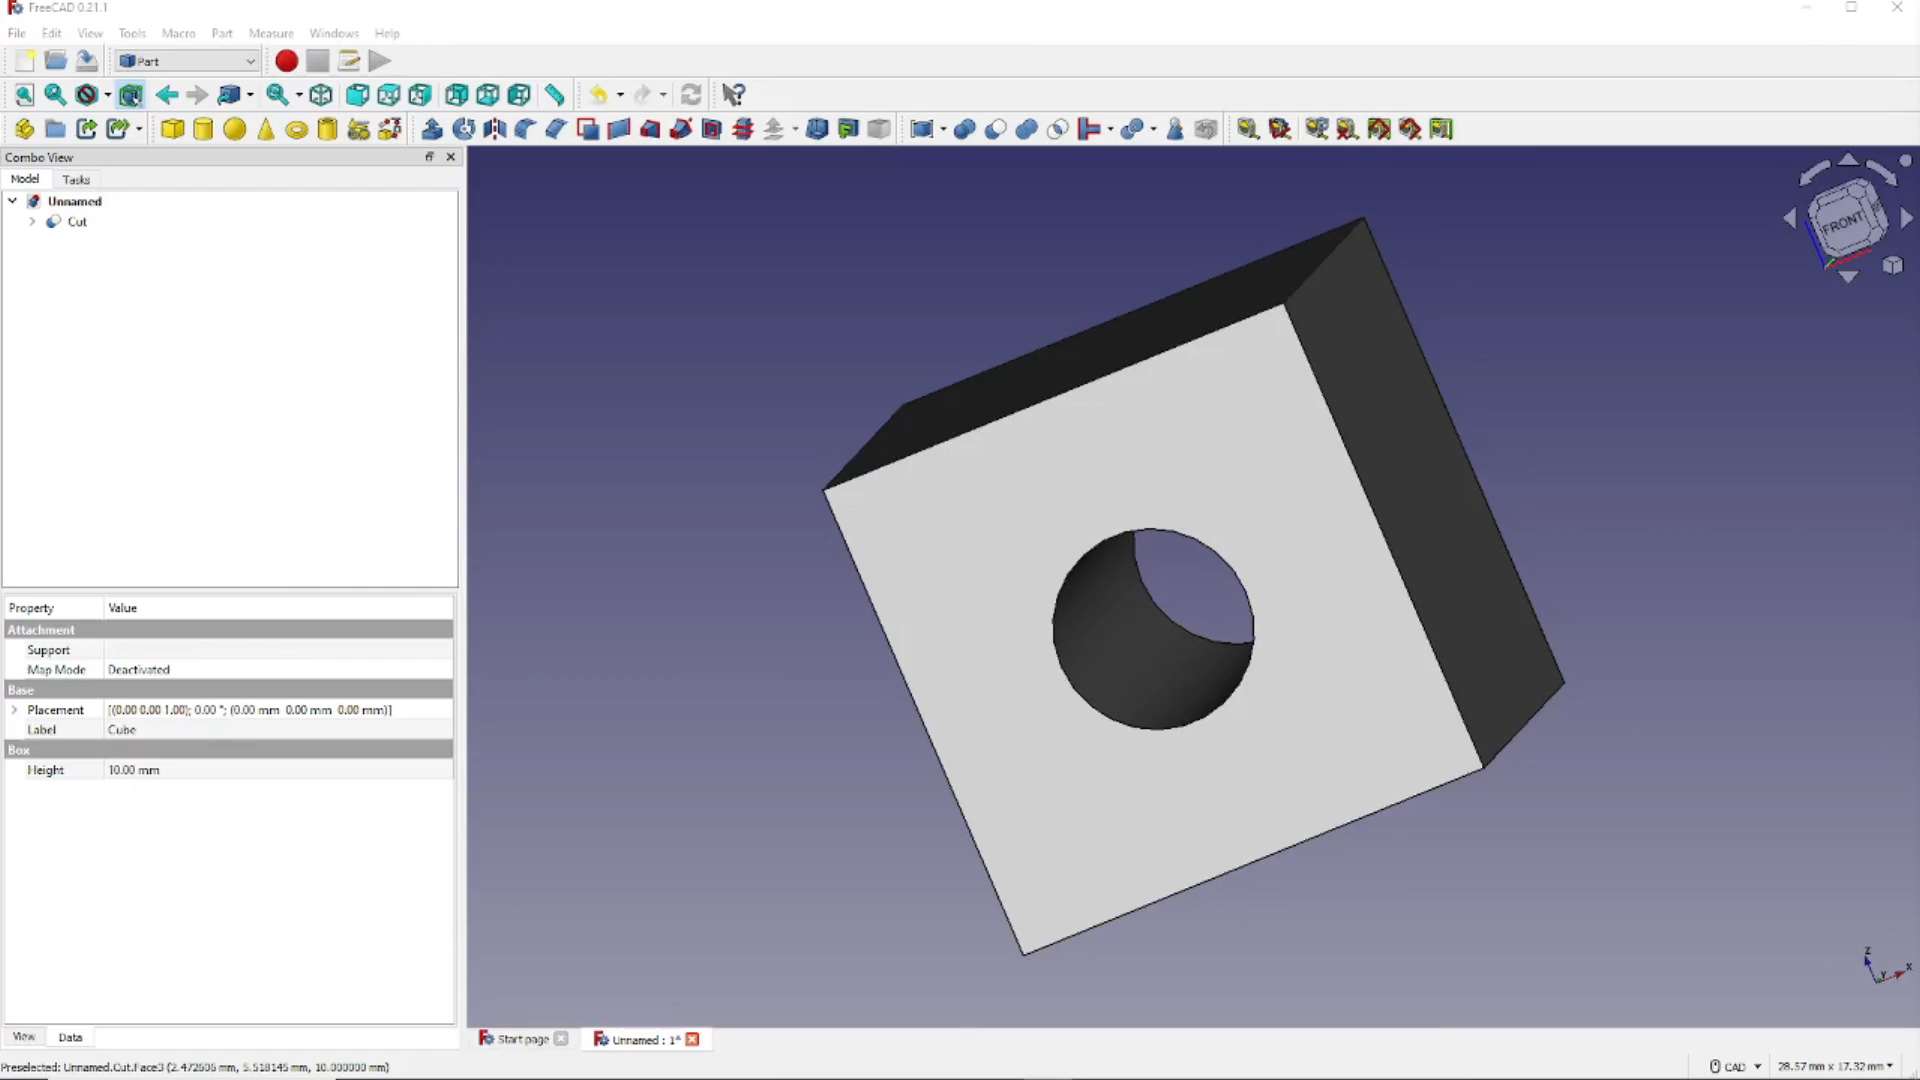 FreeCAD 0.21.1
File Edit View Tools Macro Part Measure Windows Help
Part
Combo View
Model Tasks
Unnamed
Cut
FRONT
Property Value
Attachment
Support
Map Mode Deactivated
Base
Placement [(0.00 0.00 1.00); 0.00 °; (0.00 mm 0.00 mm 0.00 mm)]
Label Cube
Box
Height 10.00 mm
Z
Y
X
View Data
Start page
Unnamed : 1*
Preselected: Unnamed.Cut.Face3 (2.472606 mm, 5.518145 mm, 10.000000 mm)
CAD
28.57 mm x 17.32 mm